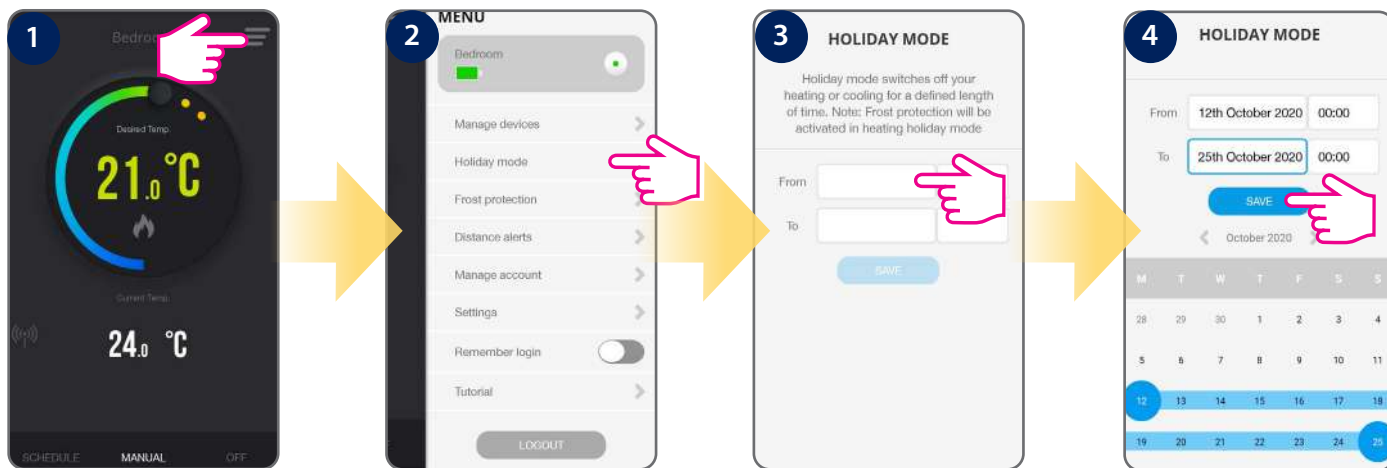 1
Bedroo
Desired Temp.
21.0 °C
Current Temp.
24.0 °C
SCHEDULE MANUAL OFF
2
MENU
Bedroom
Manage devices
Holiday mode
Frost protection
Distance alerts
Manage account
Settings
Remember login
Tutorial
LOGOUT
3
HOLIDAY MODE
Holiday mode switches off your
heating or cooling for a defined length
of time. Note: Frost protection will be
activated in heating holiday mode
From
To
SAVE
4
HOLIDAY MODE
From 12th October 2020 00:00
To 25th October 2020 00:00
SAVE
October 2020
M T W T F S S
28 29 30 1 2 3 4
5 6 7 8 9 10 11
12 13 14 15 16 17 18
19 20 21 22 23 24 25